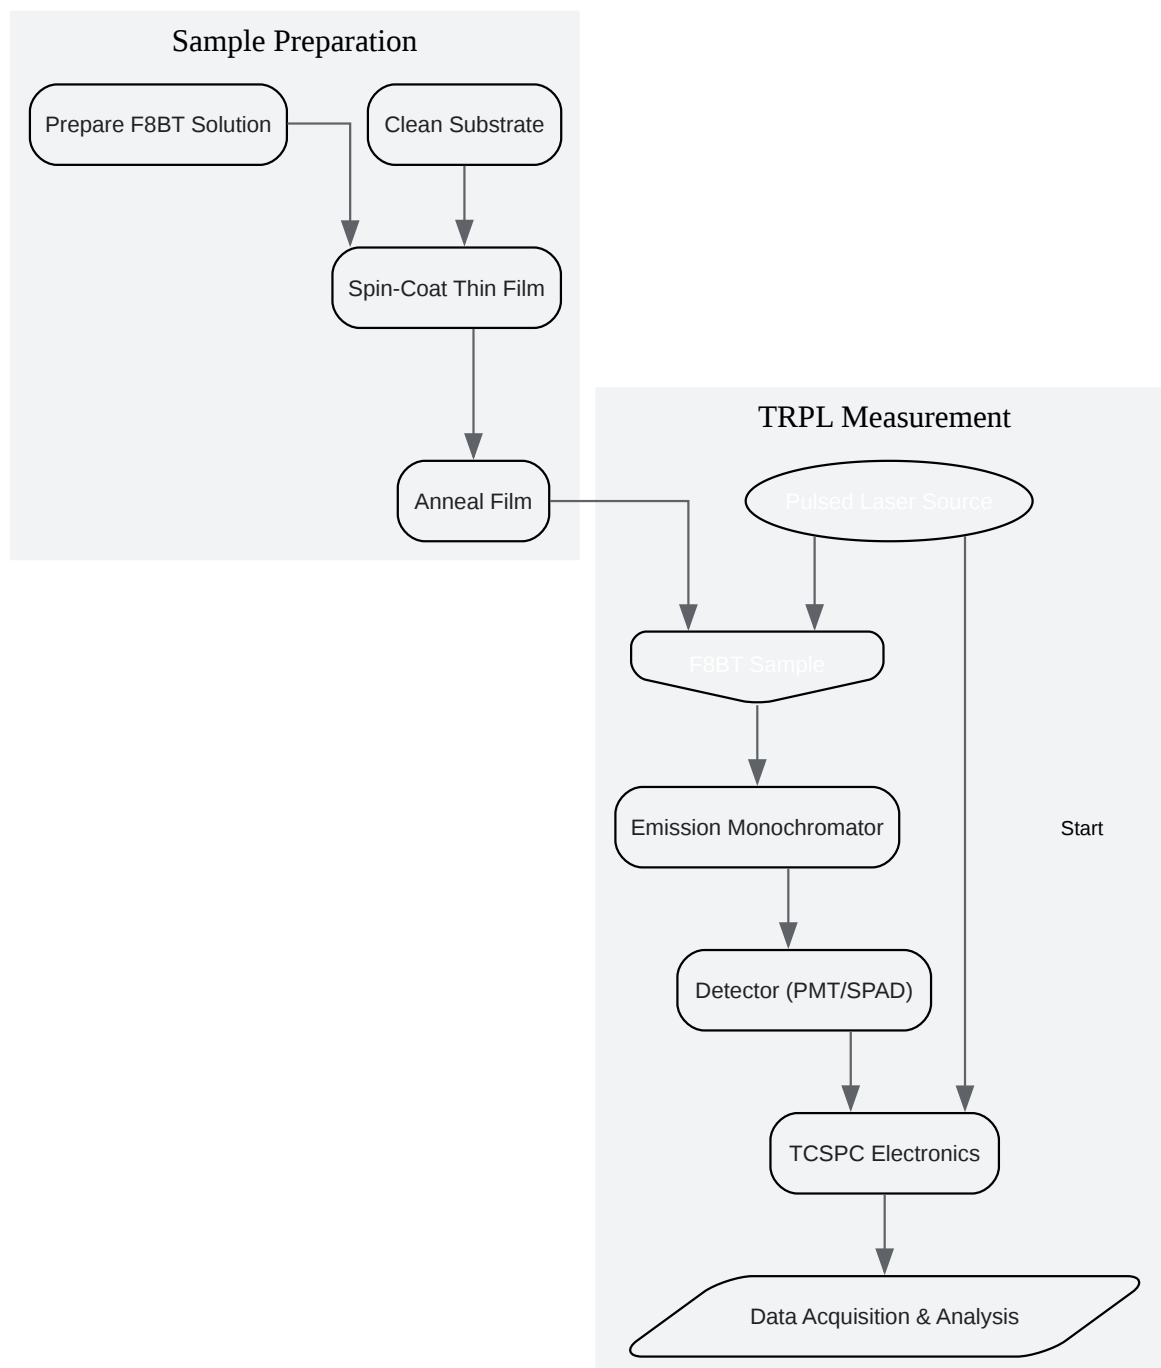 Sample Preparation
Prepare F8BT Solution
Clean Substrate
Spin-Coat Thin Film
Anneal Film
TRPL Measurement
Pulsed Laser Source
F8BT Sample
Emission Monochromator
Start
Detector (PMT/SPAD)
TCSPC Electronics
Data Acquisition & Analysis